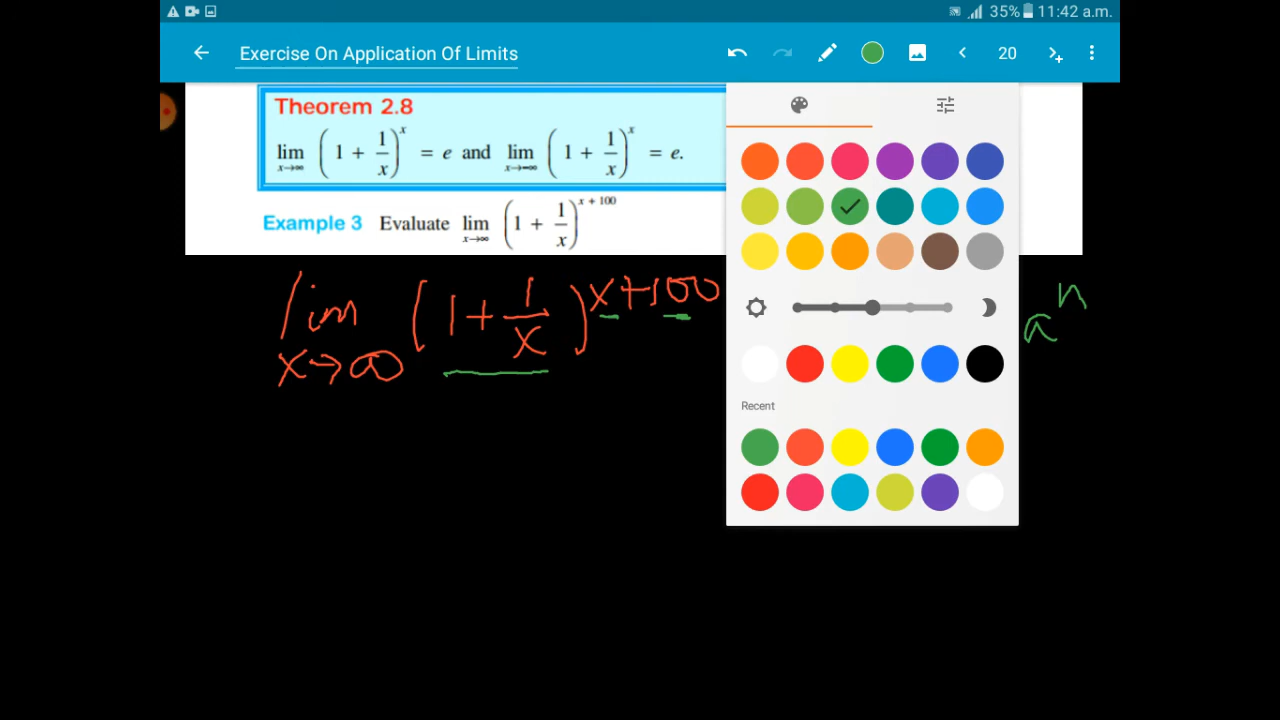 35% 11:42 a.m.
Exercise On Application Of Limits 20
Theorem 2.8
lim x→∞ (1 + 1/x)^x = e and lim x→−∞ (1 + 1/x)^x = e.
Example 3 Evaluate lim x→∞ (1 + 1/x)^(x + 100)
lim x→∞ (1 + 1/x)^(x+100) a^n
Recent